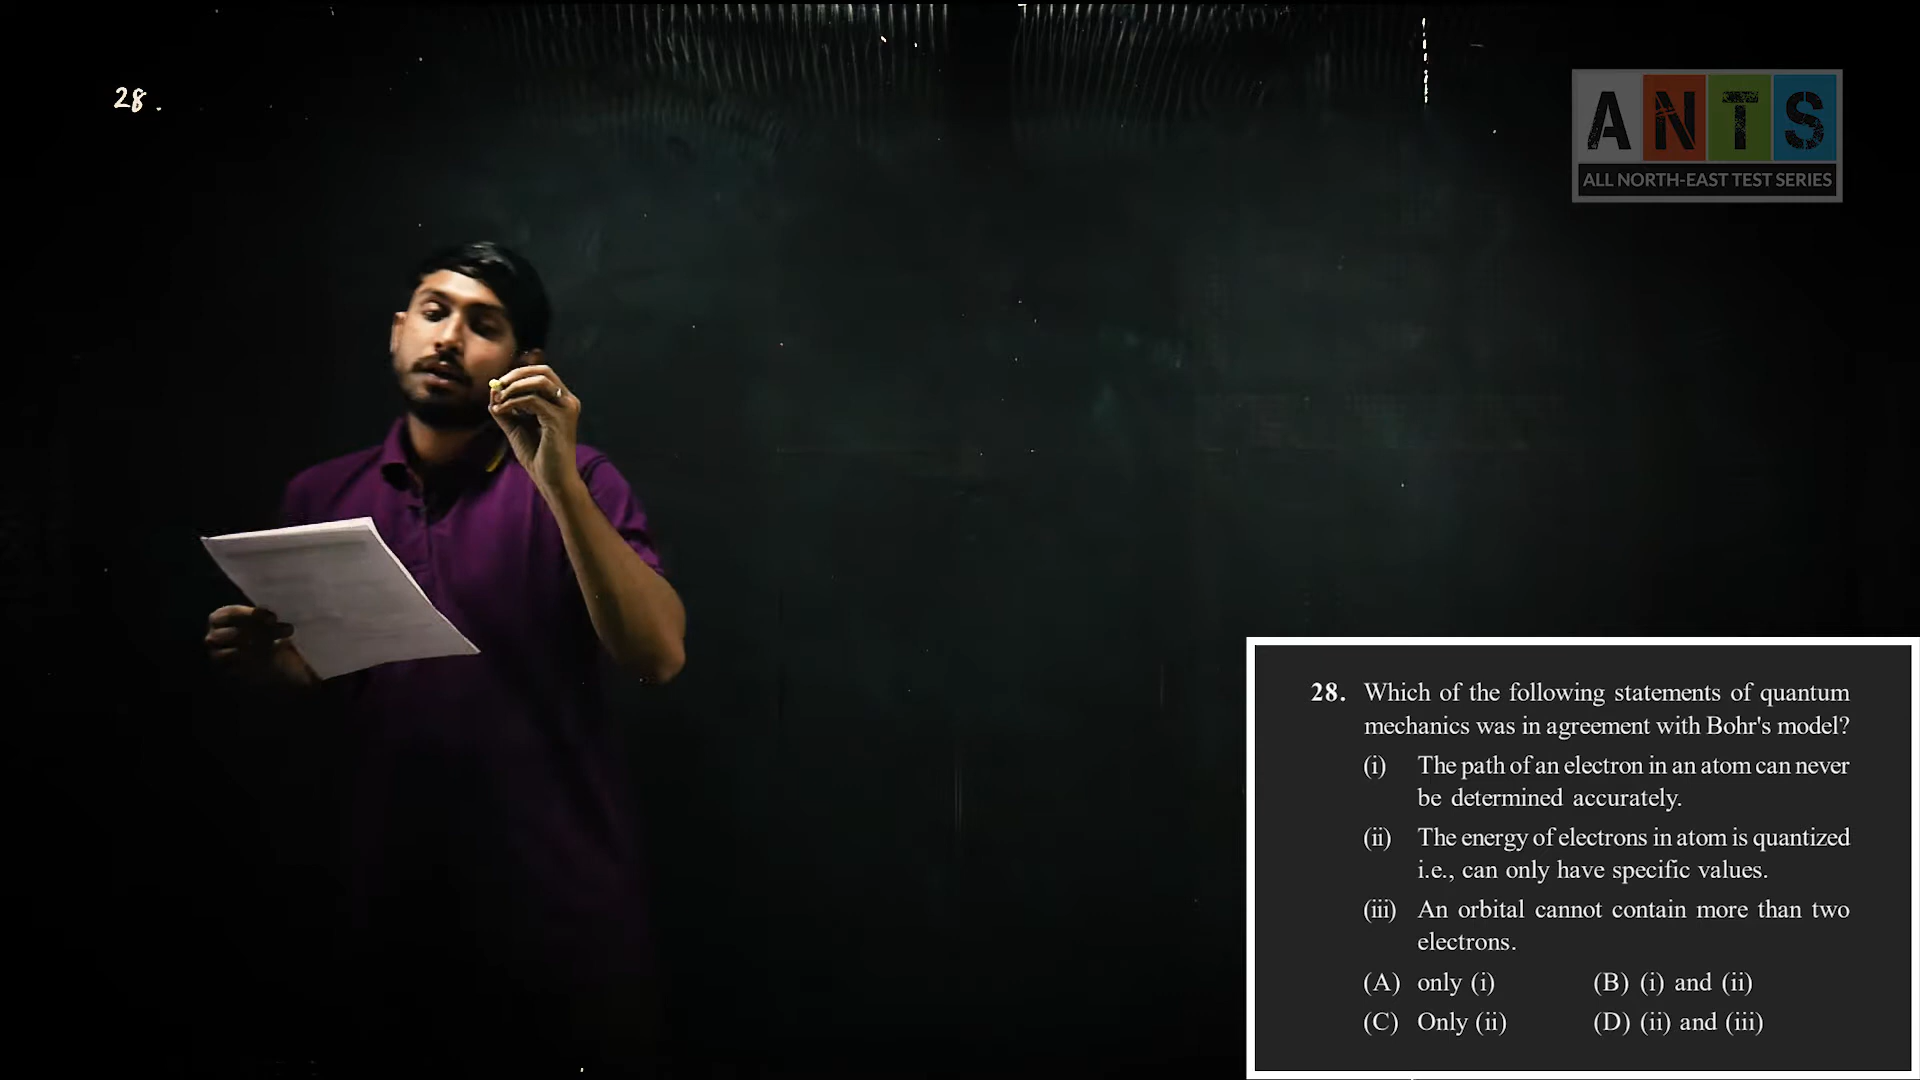 28.
ANTS
ALL NORTH-EAST TEST SERIES
28. Which of the following statements of quantum
mechanics was in agreement with Bohr's model?
(i) The path of an electron in an atom can never
be determined accurately.
(ii) The energy of electrons in atom is quantized
i.e., can only have specific values.
(iii) An orbital cannot contain more than two
electrons.
(A) only (i) (B) (i) and (ii)
(C) Only (ii) (D) (ii) and (iii)